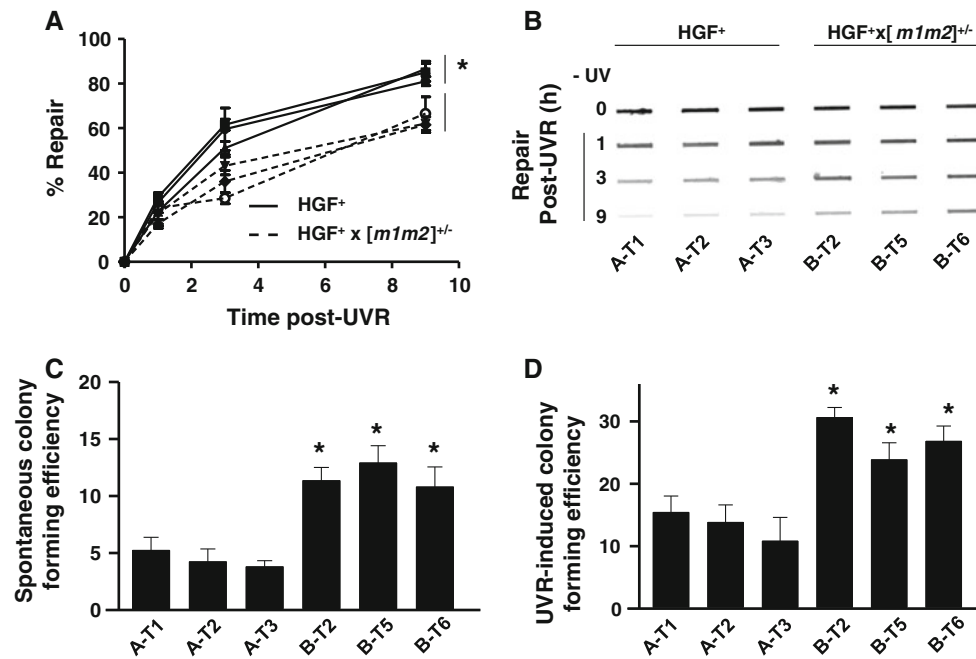 A
% Repair
100
80
60
40
20
0
0 2 4 6 8 10
Time post-UVR
*
HGF⁺
HGF⁺ x [m1m2]⁺/⁻
B
HGF⁺ HGF⁺x[m1m2]⁺/⁻
- UV
Repair
Post-UVR (h)
0
1
3
9
A-T1 A-T2 A-T3 B-T2 B-T5 B-T6
C
Spontaneous colony
forming efficiency
20
15
10
5
0
* * *
A-T1 A-T2 A-T3 B-T2 B-T5 B-T6
D
UVR-induced colony
forming efficiency
30
20
10
0
* * *
A-T1 A-T2 A-T3 B-T2 B-T5 B-T6